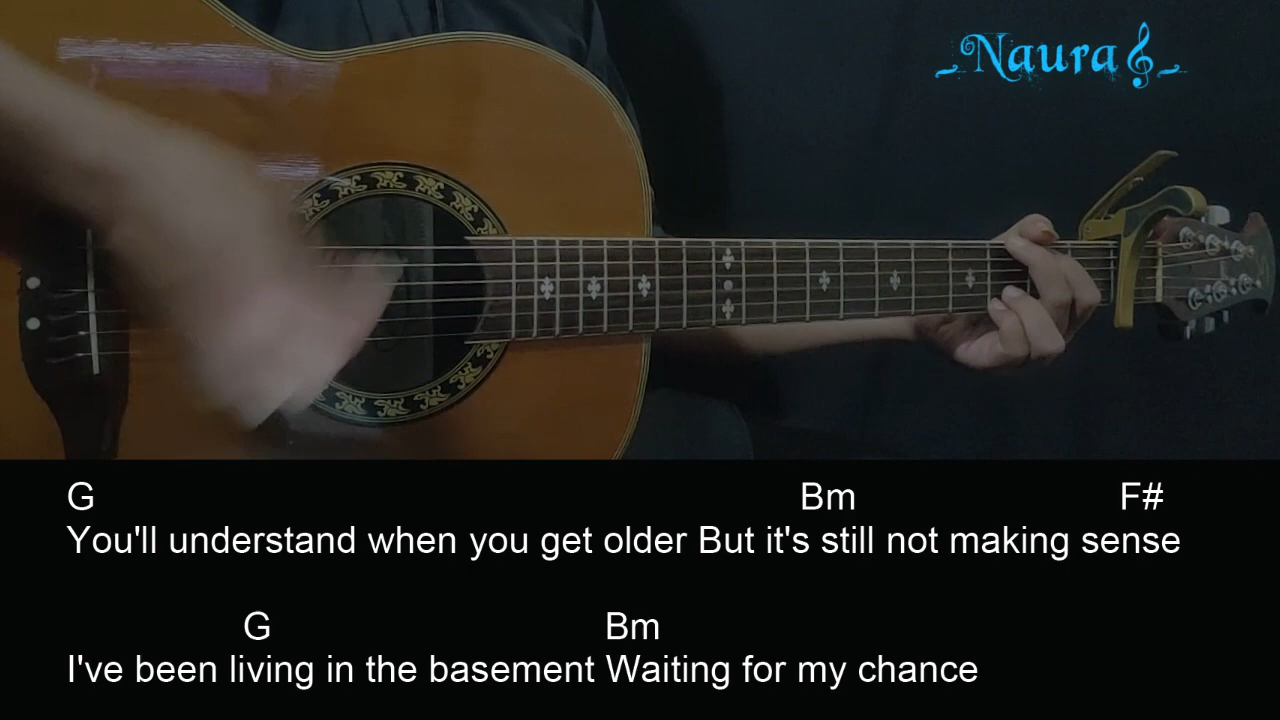 Naura
G Bm F#
You'll understand when you get older But it's still not making sense
G Bm
I've been living in the basement Waiting for my chance